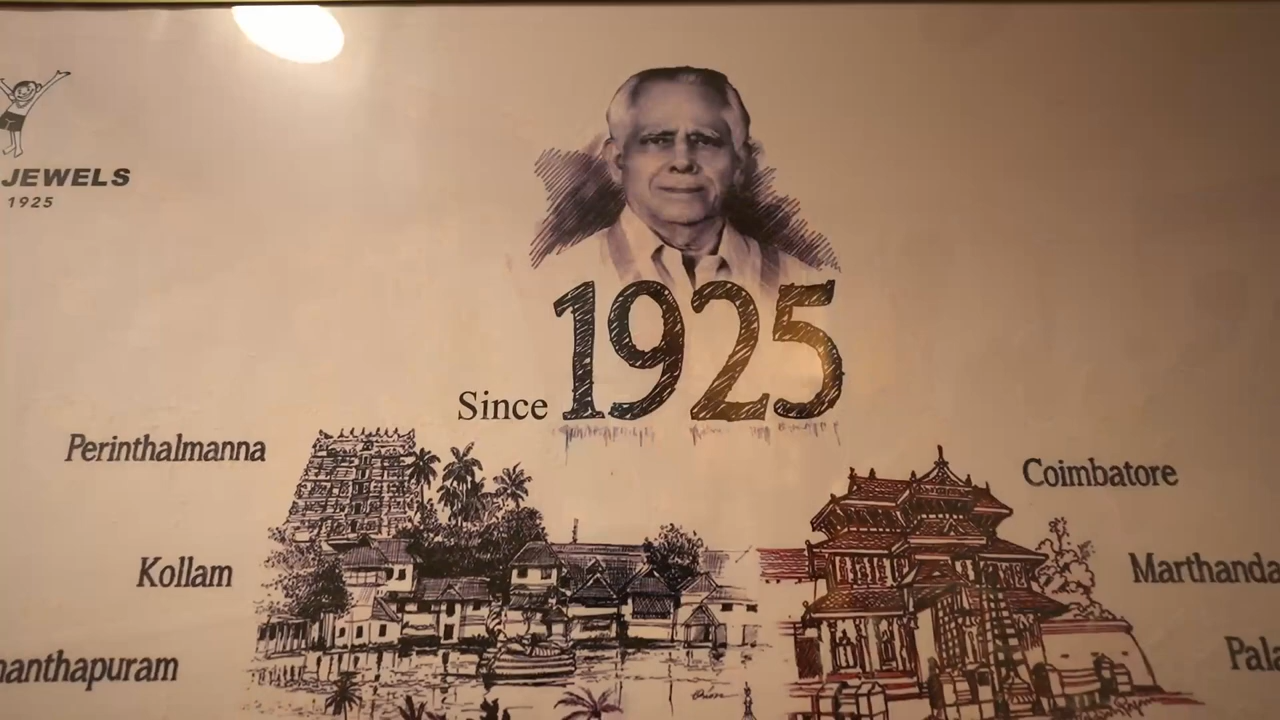 JEWELS
1925
Since 1925
Perinthalmanna
Coimbatore
Kollam
Marthanda
nanthapuram
Pala